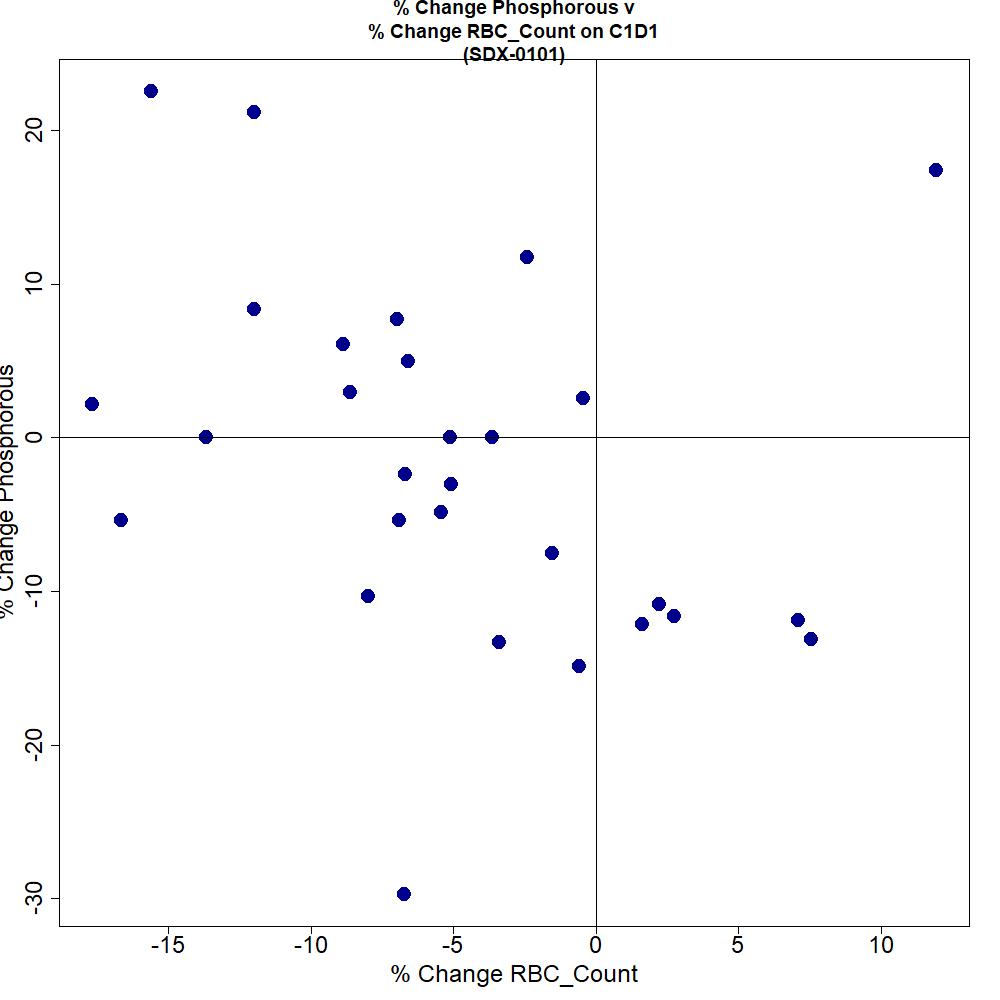 % Change Phosphorous v
% Change RBC_Count on C1D1
(SDX-0101)
% Change Phosphorous
20
10
0
-10
-20
-30
-15
-10
-5
0
5
10
% Change RBC_Count